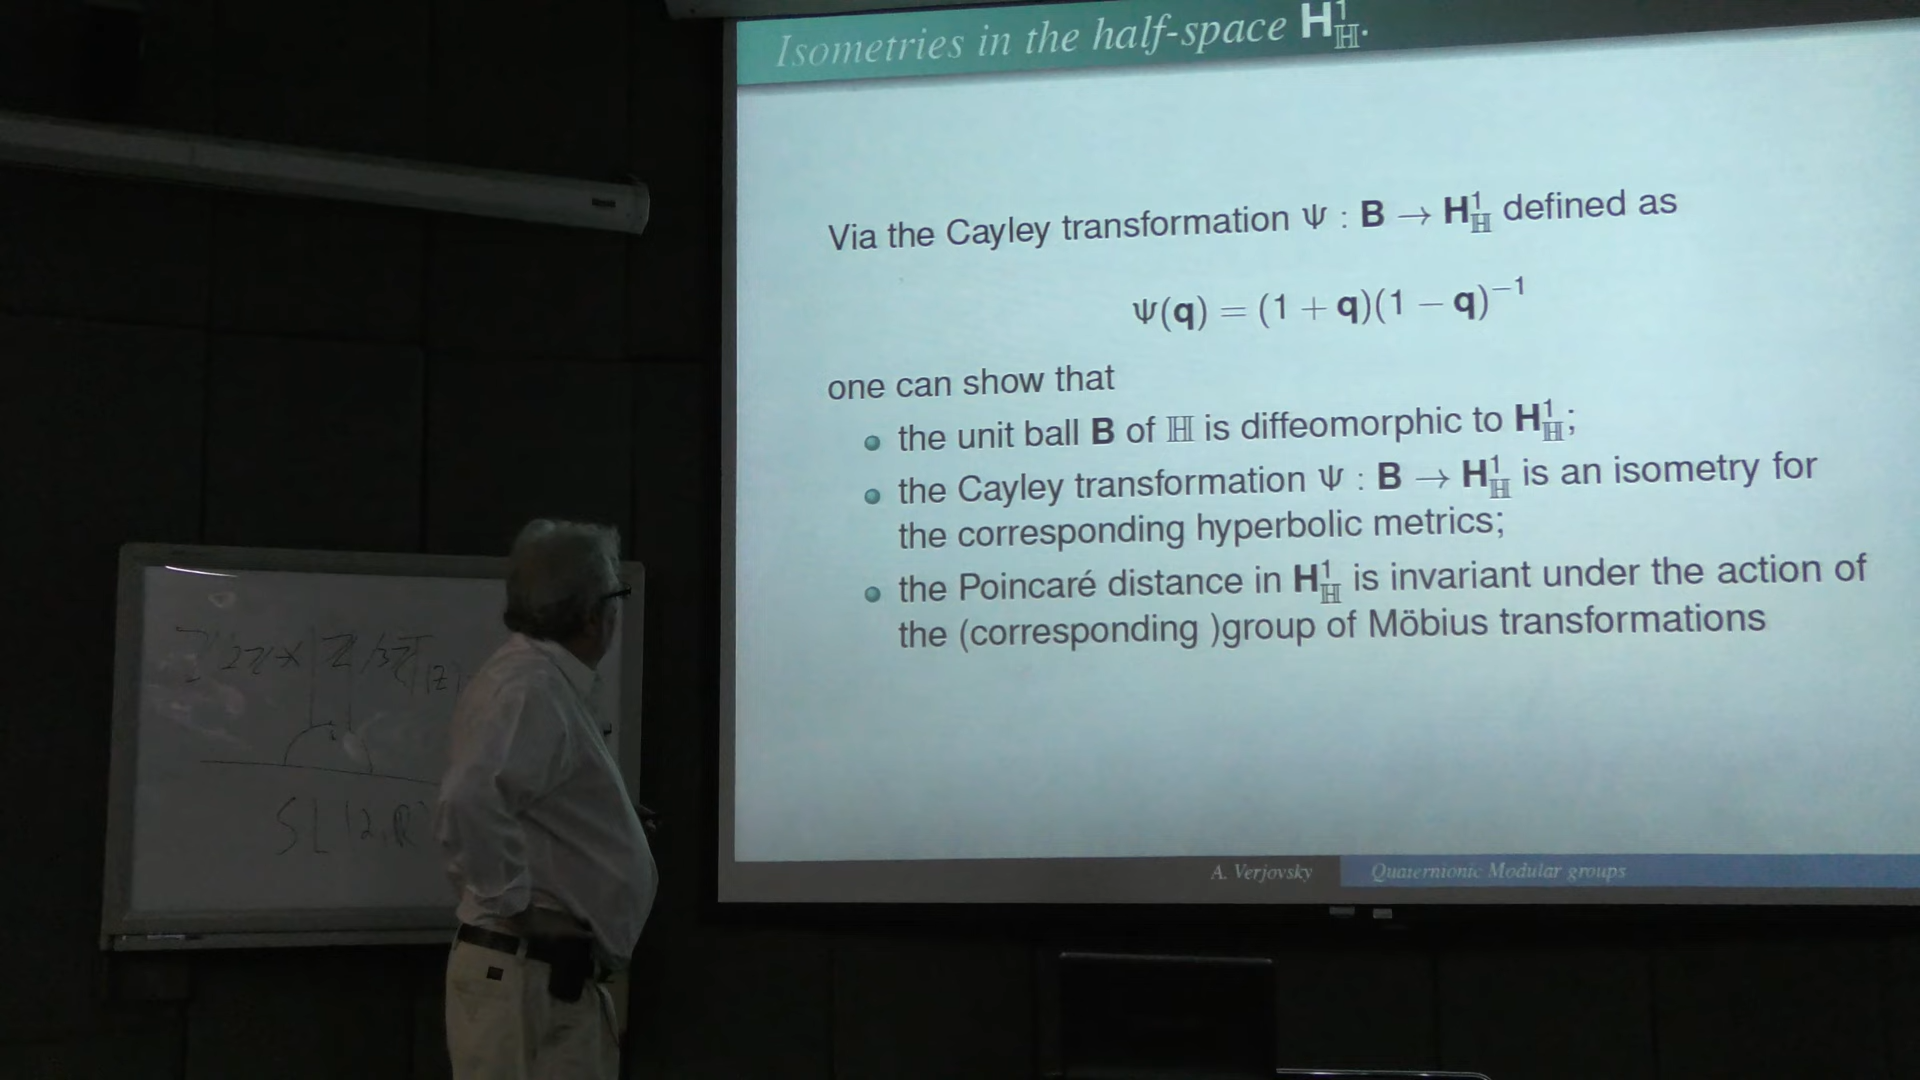 Isometries in the half-space H¹_ℍ.
Via the Cayley transformation Ψ : B → H¹_ℍ defined as
Ψ(q) = (1 + q)(1 − q)⁻¹
one can show that
the unit ball B of ℍ is diffeomorphic to H¹_ℍ;
the Cayley transformation Ψ : B → H¹_ℍ is an isometry for
the corresponding hyperbolic metrics;
the Poincaré distance in H¹_ℍ is invariant under the action of
the (corresponding )group of Möbius transformations
A. Verjovsky
Quaternionic Modular groups
SL(2,R)